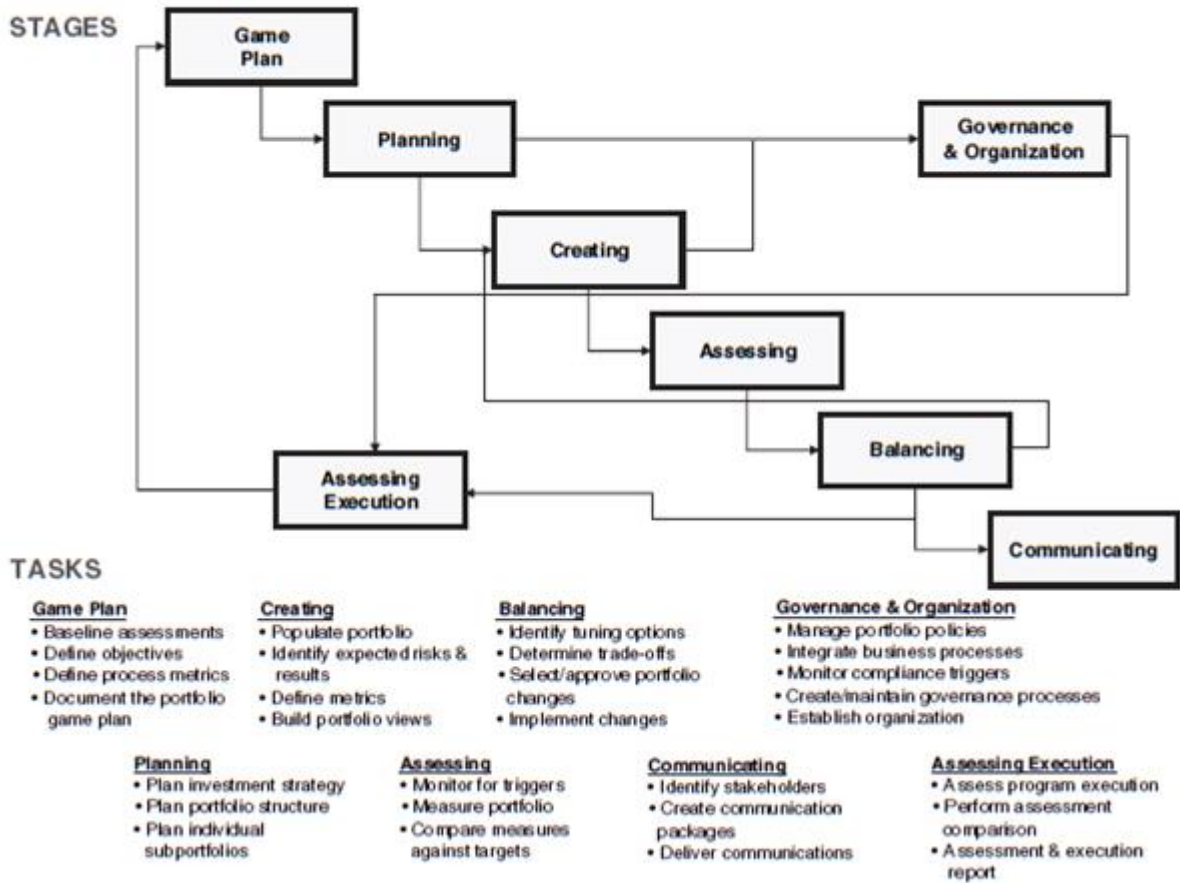 STAGES
Game
Plan
Planning
Governance
& Organization
Creating
Assessing
Balancing
Assessing
Execution
Communicating
TASKS
Game Plan
• Baseline assessments
• Define objectives
• Define process metrics
• Document the portfolio
game plan
Creating
• Populate portfolio
• Identify expected risks &
results
• Define metrics
• Build portfolio views
Balancing
• Identify tuning options
• Determine trade-offs
• Select/approve portfolio
changes
• Implement changes
Governance & Organization
• Manage portfolio policies
• Integrate business processes
• Monitor compliance triggers
• Create/maintain governance processes
• Establish organization
Planning
• Plan investment strategy
• Plan portfolio structure
• Plan individual
subportfolios
Assessing
• Monitor for triggers
• Measure portfolio
• Compare measures
against targets
Communicating
• Identify stakeholders
• Create communication
packages
• Deliver communications
Assessing Execution
• Assess program execution
• Perform assessment
comparison
• Assessment & execution
report